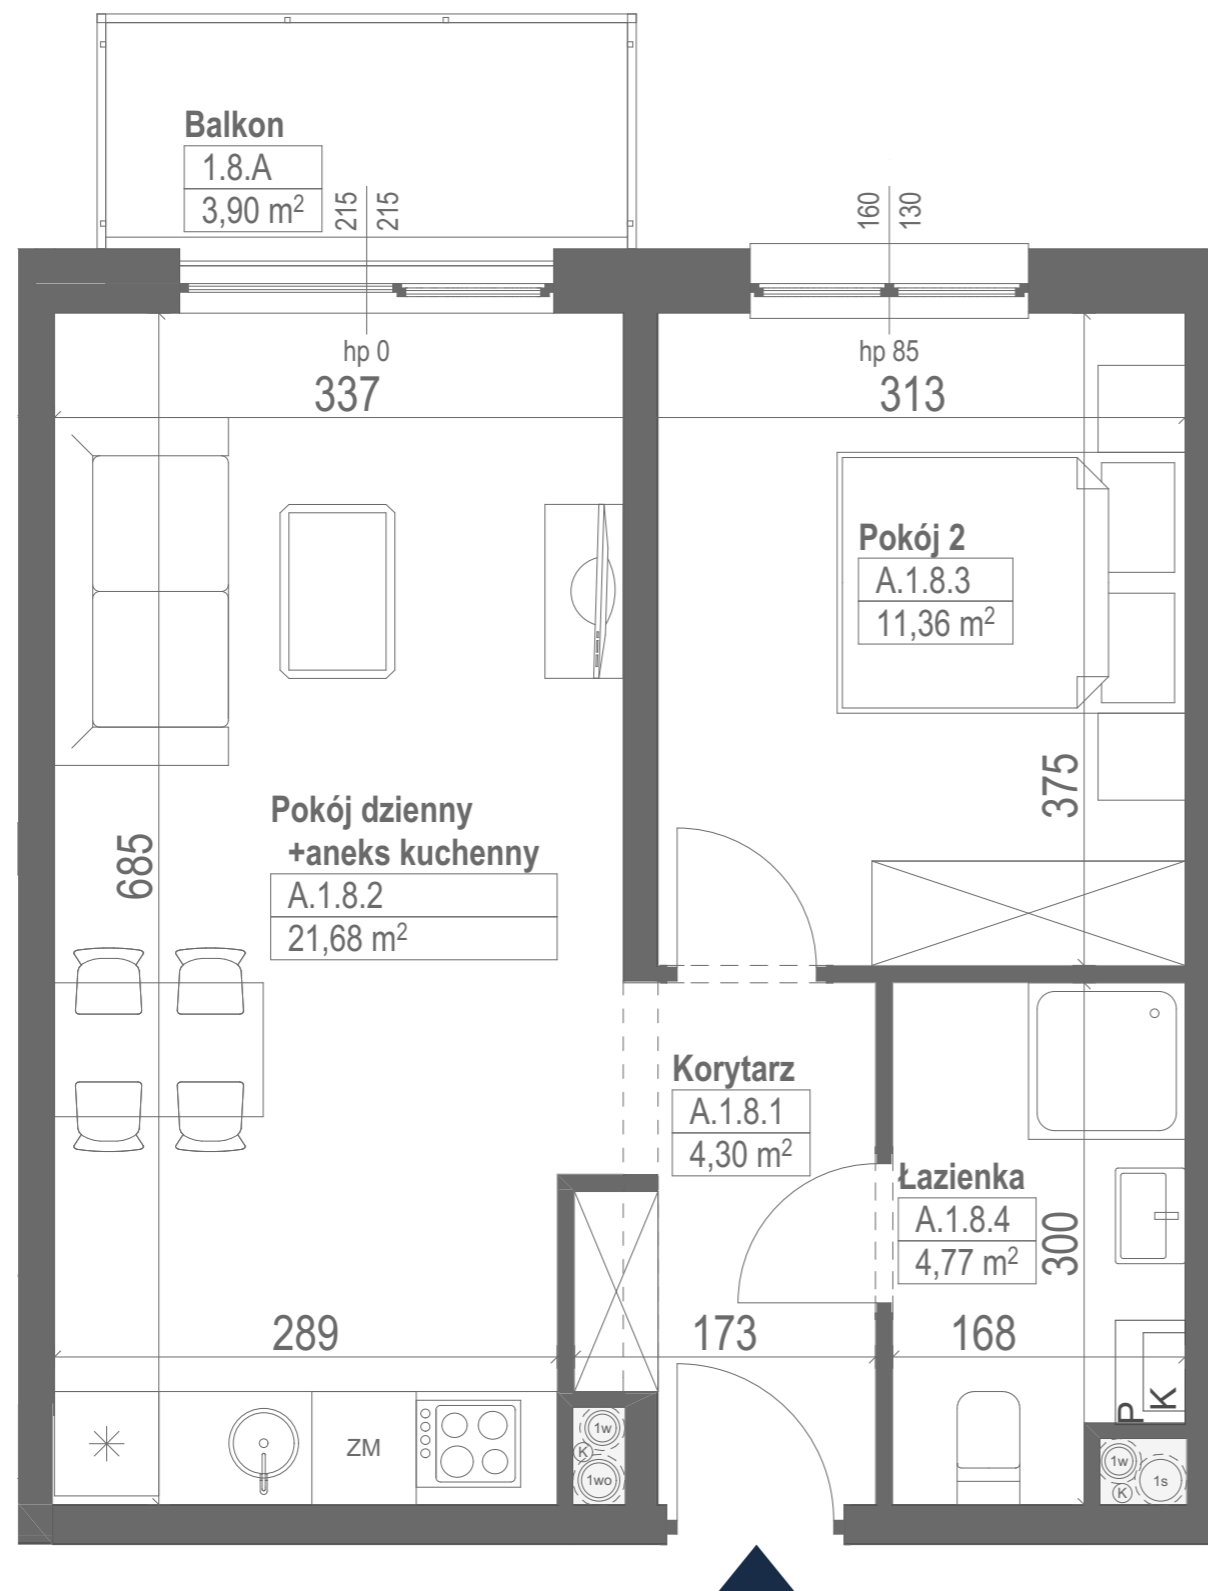 Balkon
1.8.A
3,90 m²
215
215
160
130
hp 0
hp 85
337
313
Pokój 2
A.1.8.3
11,36 m²
375
Pokój dzienny
+aneks kuchenny
A.1.8.2
21,68 m²
685
Korytarz
A.1.8.1
4,30 m²
Łazienka
A.1.8.4
4,77 m²
300
289
173
168
P
K
ZM
1w
K
1wo
1w
K
1s